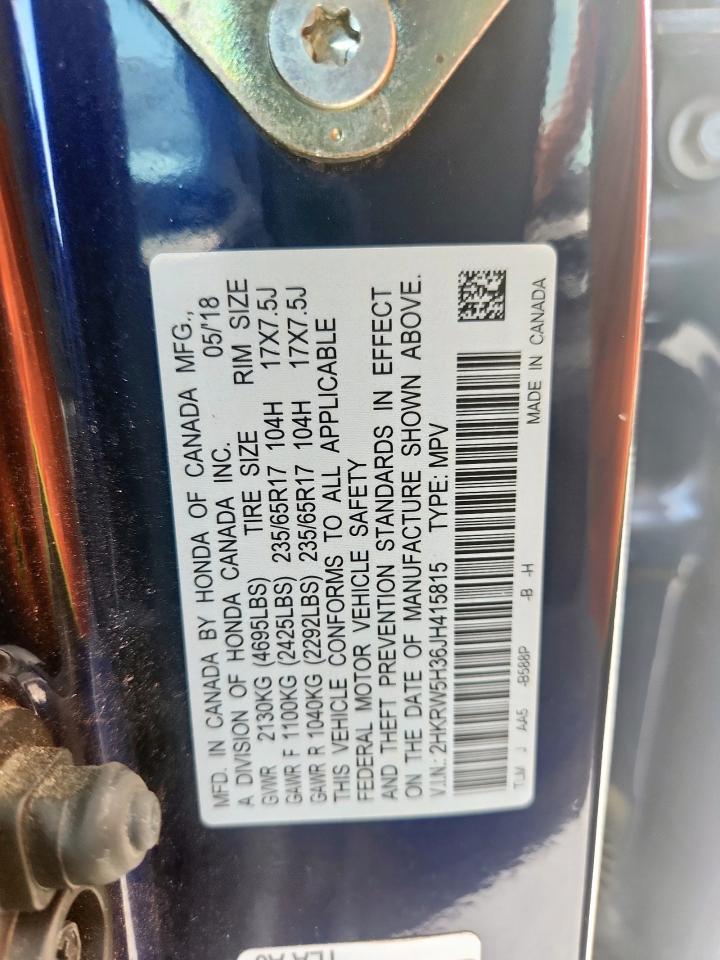 MFD. IN CANADA BY HONDA OF CANADA MFG.,
A DIVISION OF HONDA CANADA INC. 05/'18
GVWR 2130KG (4695LBS) TIRE SIZE RIM SIZE
GAWR F 1100KG (2425LBS) 235/65R17 104H 17X7.5J
GAWR R 1040KG (2292LBS) 235/65R17 104H 17X7.5J
THIS VEHICLE CONFORMS TO ALL APPLICABLE
FEDERAL MOTOR VEHICLE SAFETY
AND THEFT PREVENTION STANDARDS IN EFFECT
ON THE DATE OF MANUFACTURE SHOWN ABOVE.
V.I.N.: 2HKRW5H36JH415815 TYPE: MPV
J AA5 -B588P -B -H
MADE IN CANADA